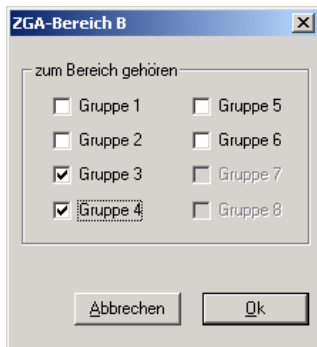 ZGA-Bereich B
zum Bereich gehören
Gruppe 1
Gruppe 5
Gruppe 2
Gruppe 6
Gruppe 3
Gruppe 7
Gruppe 4
Gruppe 8
Abbrechen
Ok